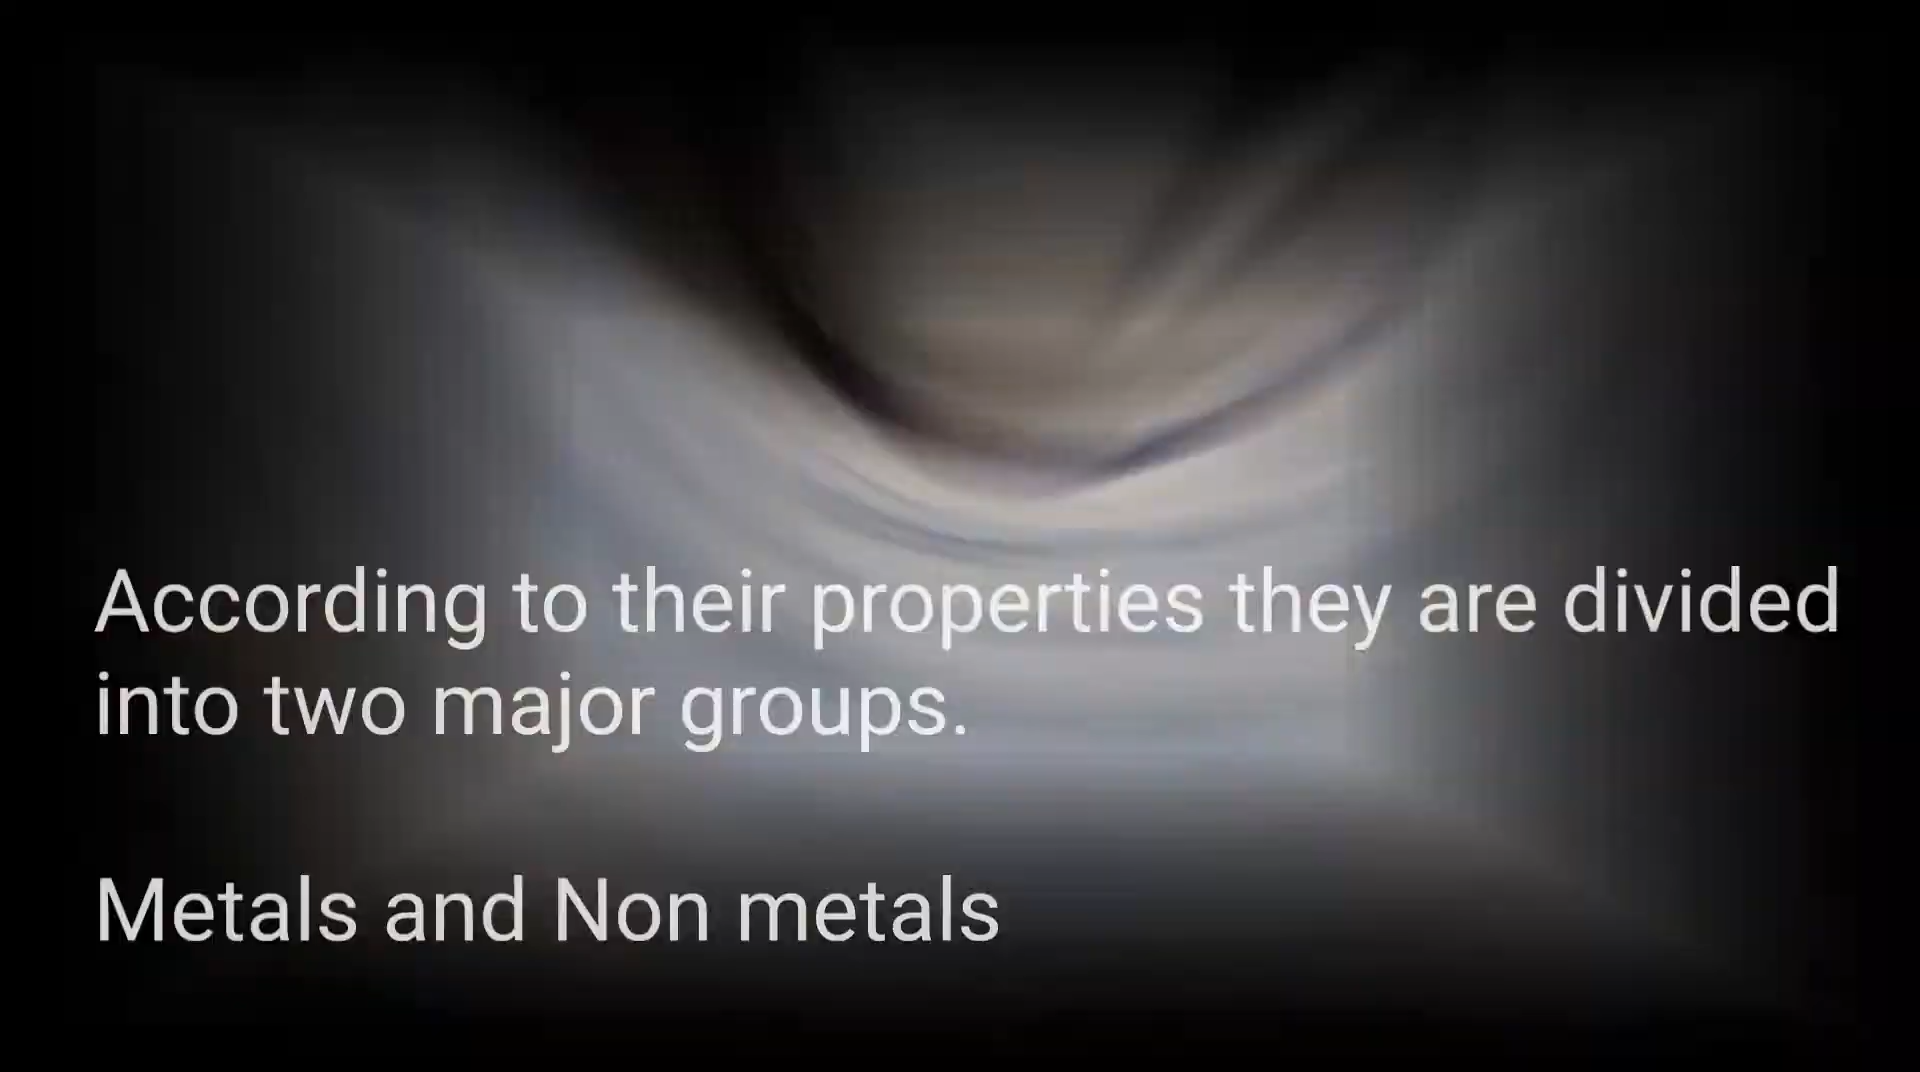 According to their properties they are divided
into two major groups.
Metals and Non metals